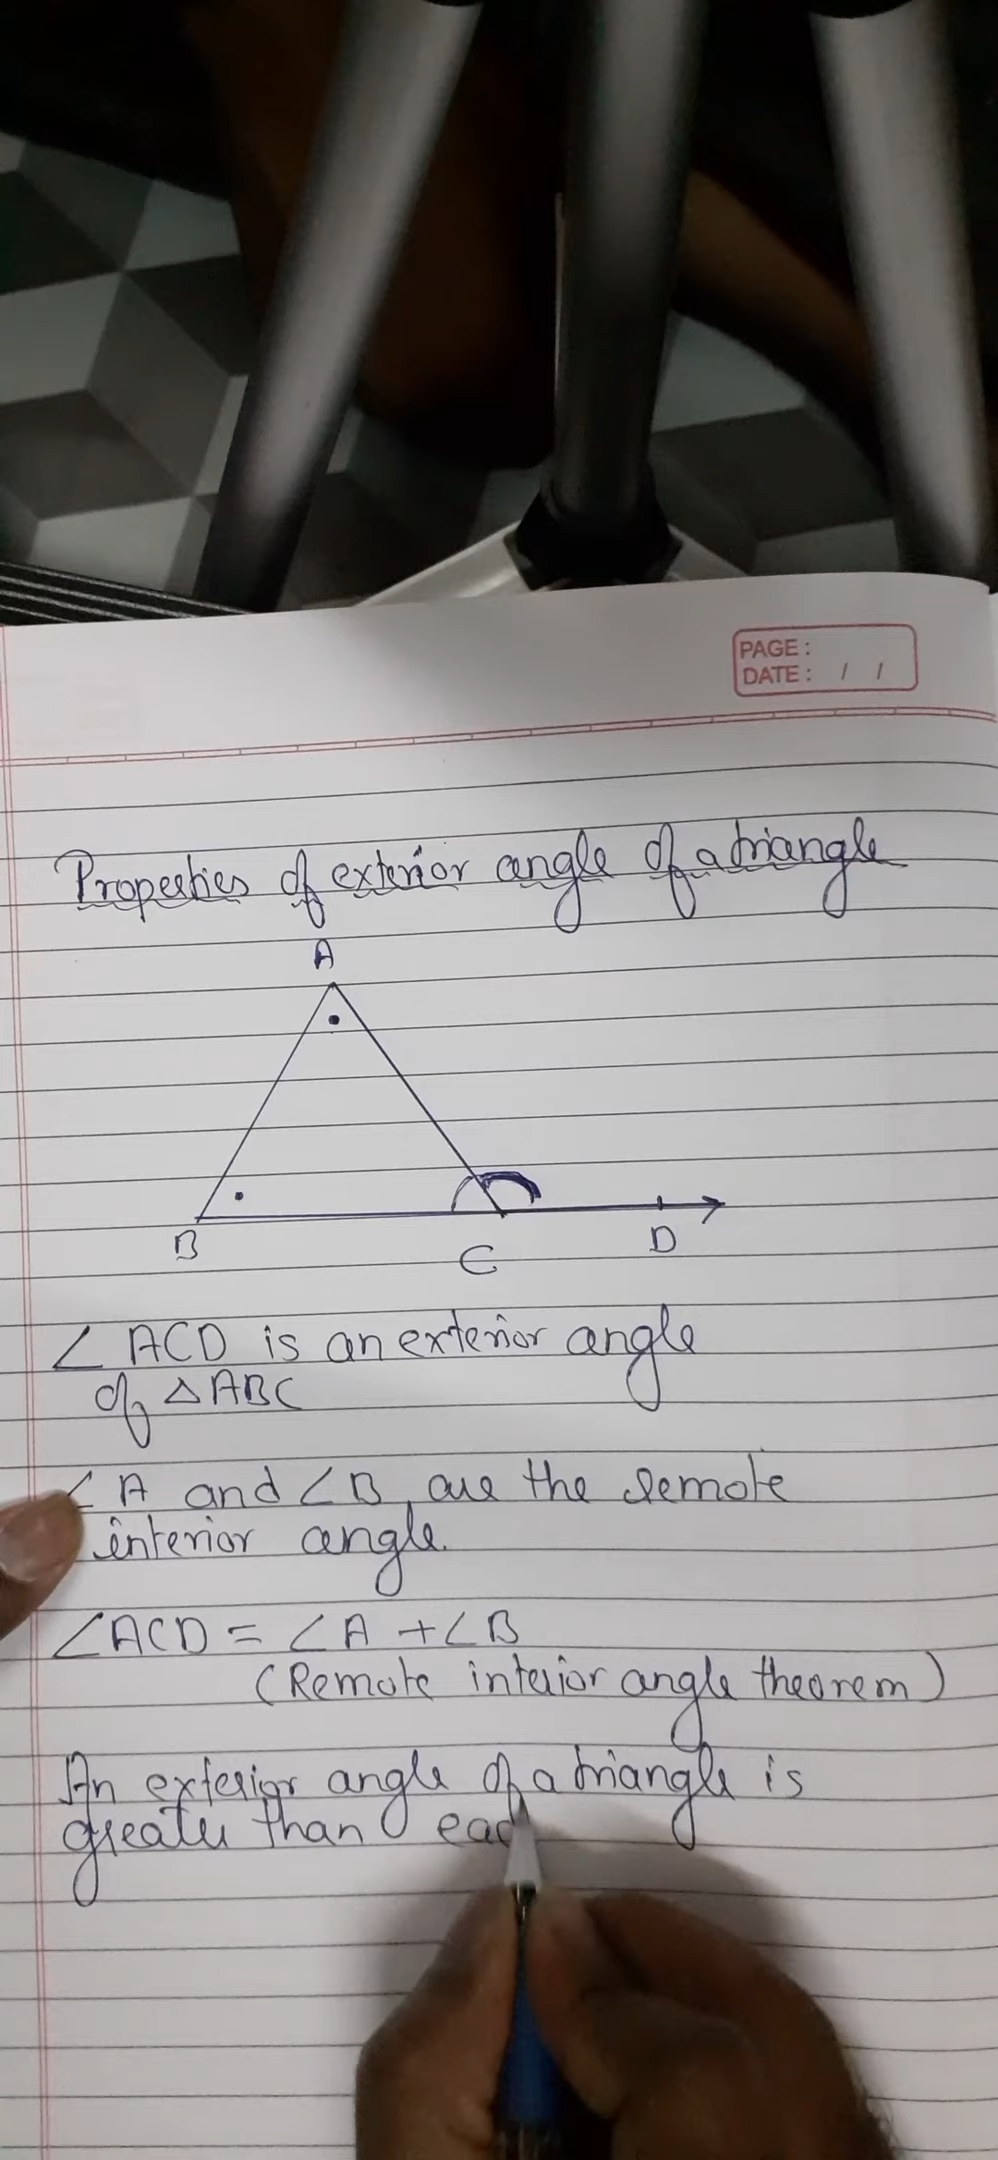 PAGE :
DATE : / /
Properties of exterior angle of a triangle
A
B
C
D
∠ ACD is an exterior angle
of △ABC
∠ A and ∠B are the remote
interior angle.
∠ACD = ∠A + ∠B
(Remote interior angle theorem)
An exterior angle of a triangle is
greater than eac